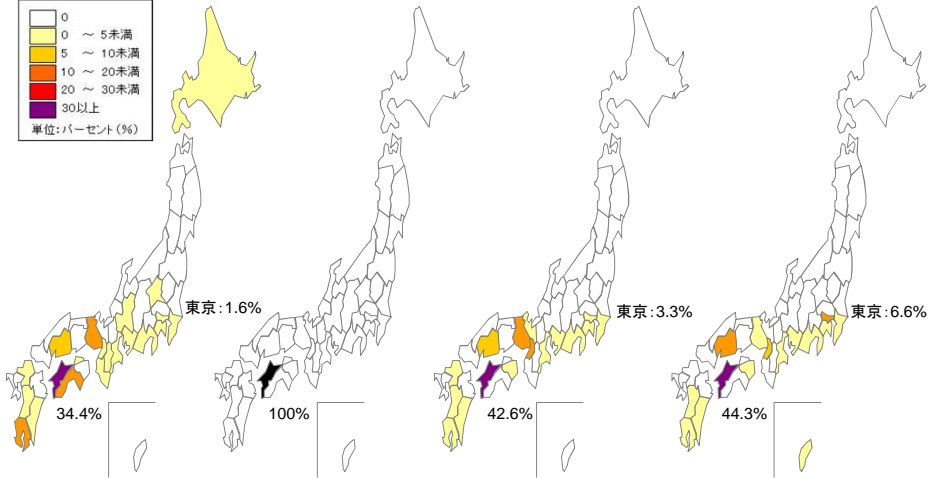 0
0 ～ 5未満
5 ～ 10未満
10 ～ 20未満
20 ～ 30未満
30以上
単位：パーセント（%）
東京：1.6%
東京：3.3%
東京：6.6%
34.4%
100%
42.6%
44.3%